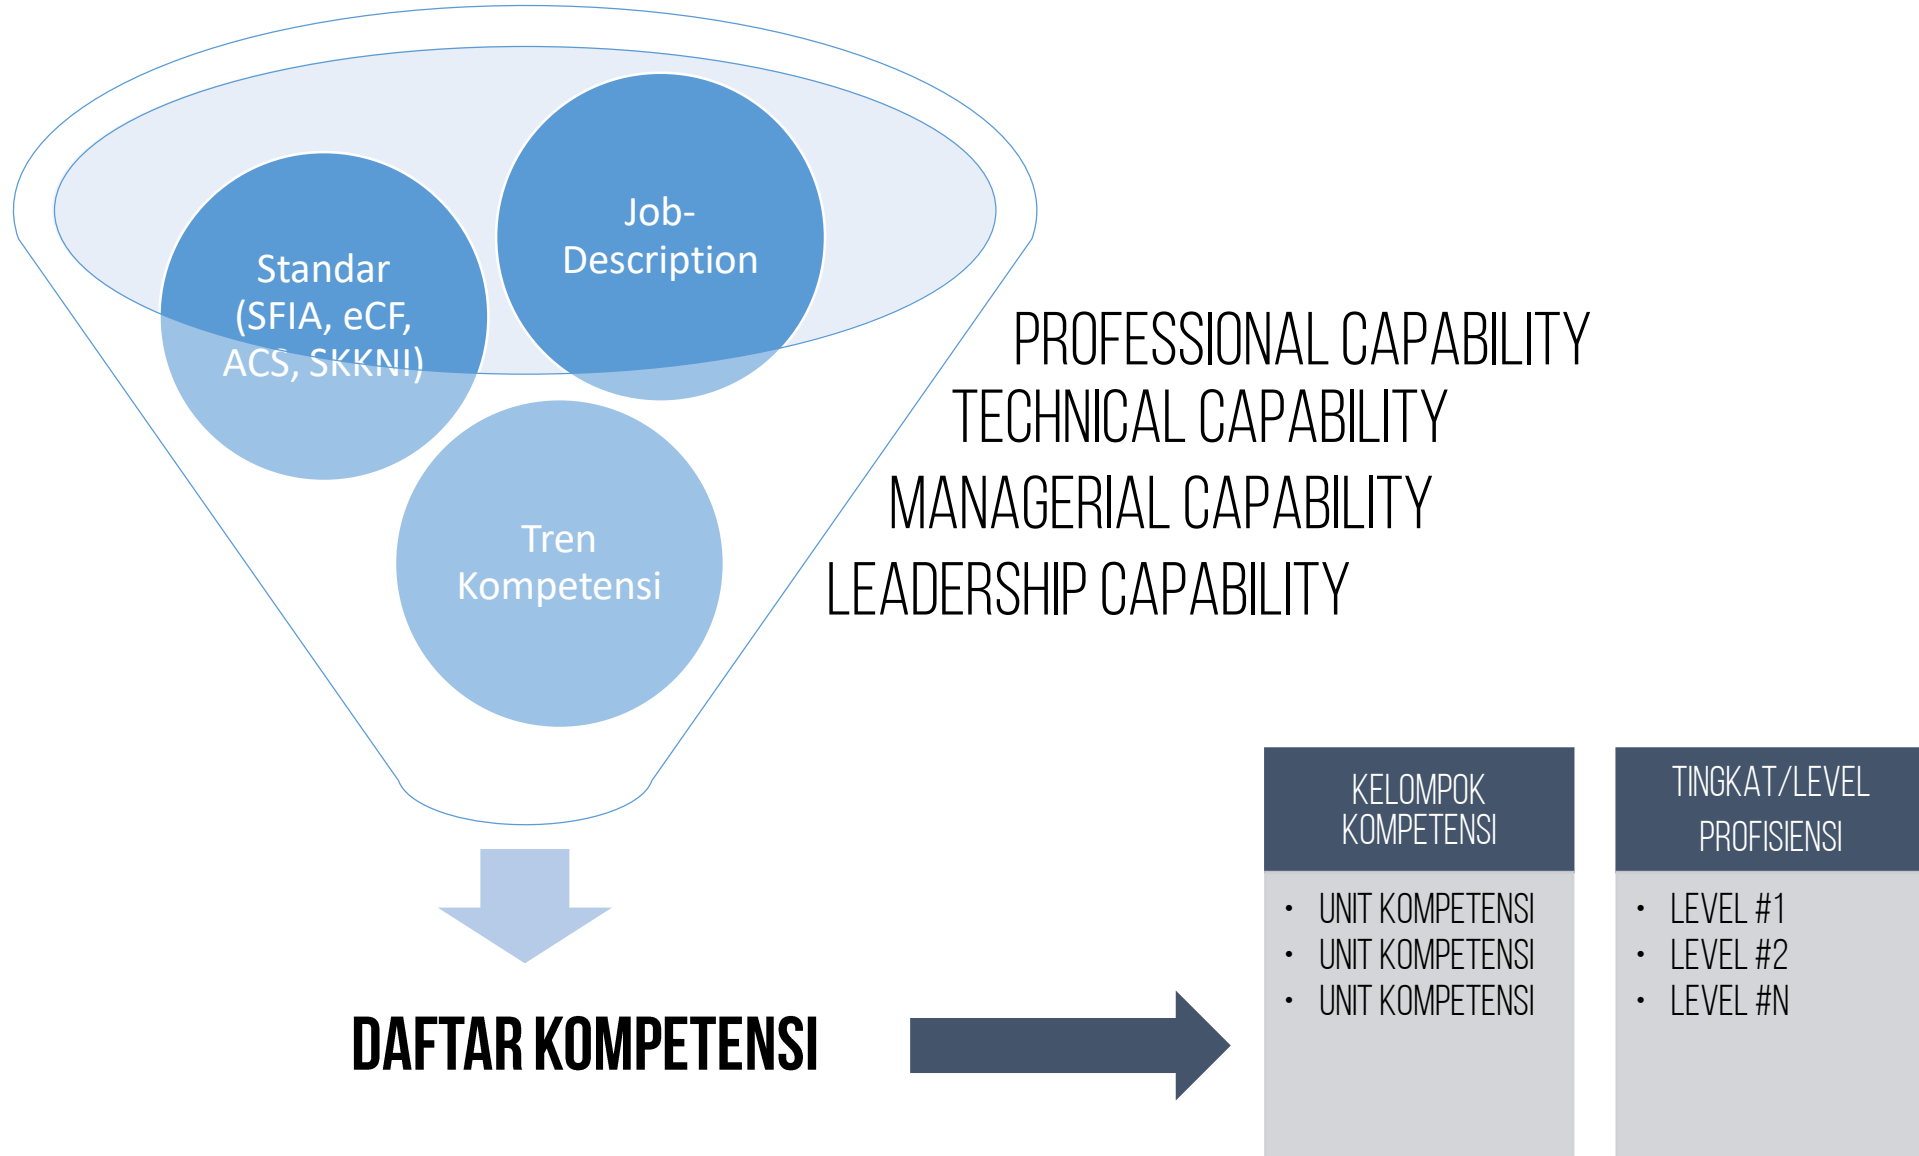 Job-
Description
Standar
(SFIA, eCF,
ACS, SKKNI)
Tren
Kompetensi
PROFESSIONAL CAPABILITY
TECHNICAL CAPABILITY
MANAGERIAL CAPABILITY
LEADERSHIP CAPABILITY
DAFTAR KOMPETENSI
KELOMPOK
KOMPETENSI
• UNIT KOMPETENSI
• UNIT KOMPETENSI
• UNIT KOMPETENSI
TINGKAT/LEVEL
PROFISIENSI
• LEVEL #1
• LEVEL #2
• LEVEL #N